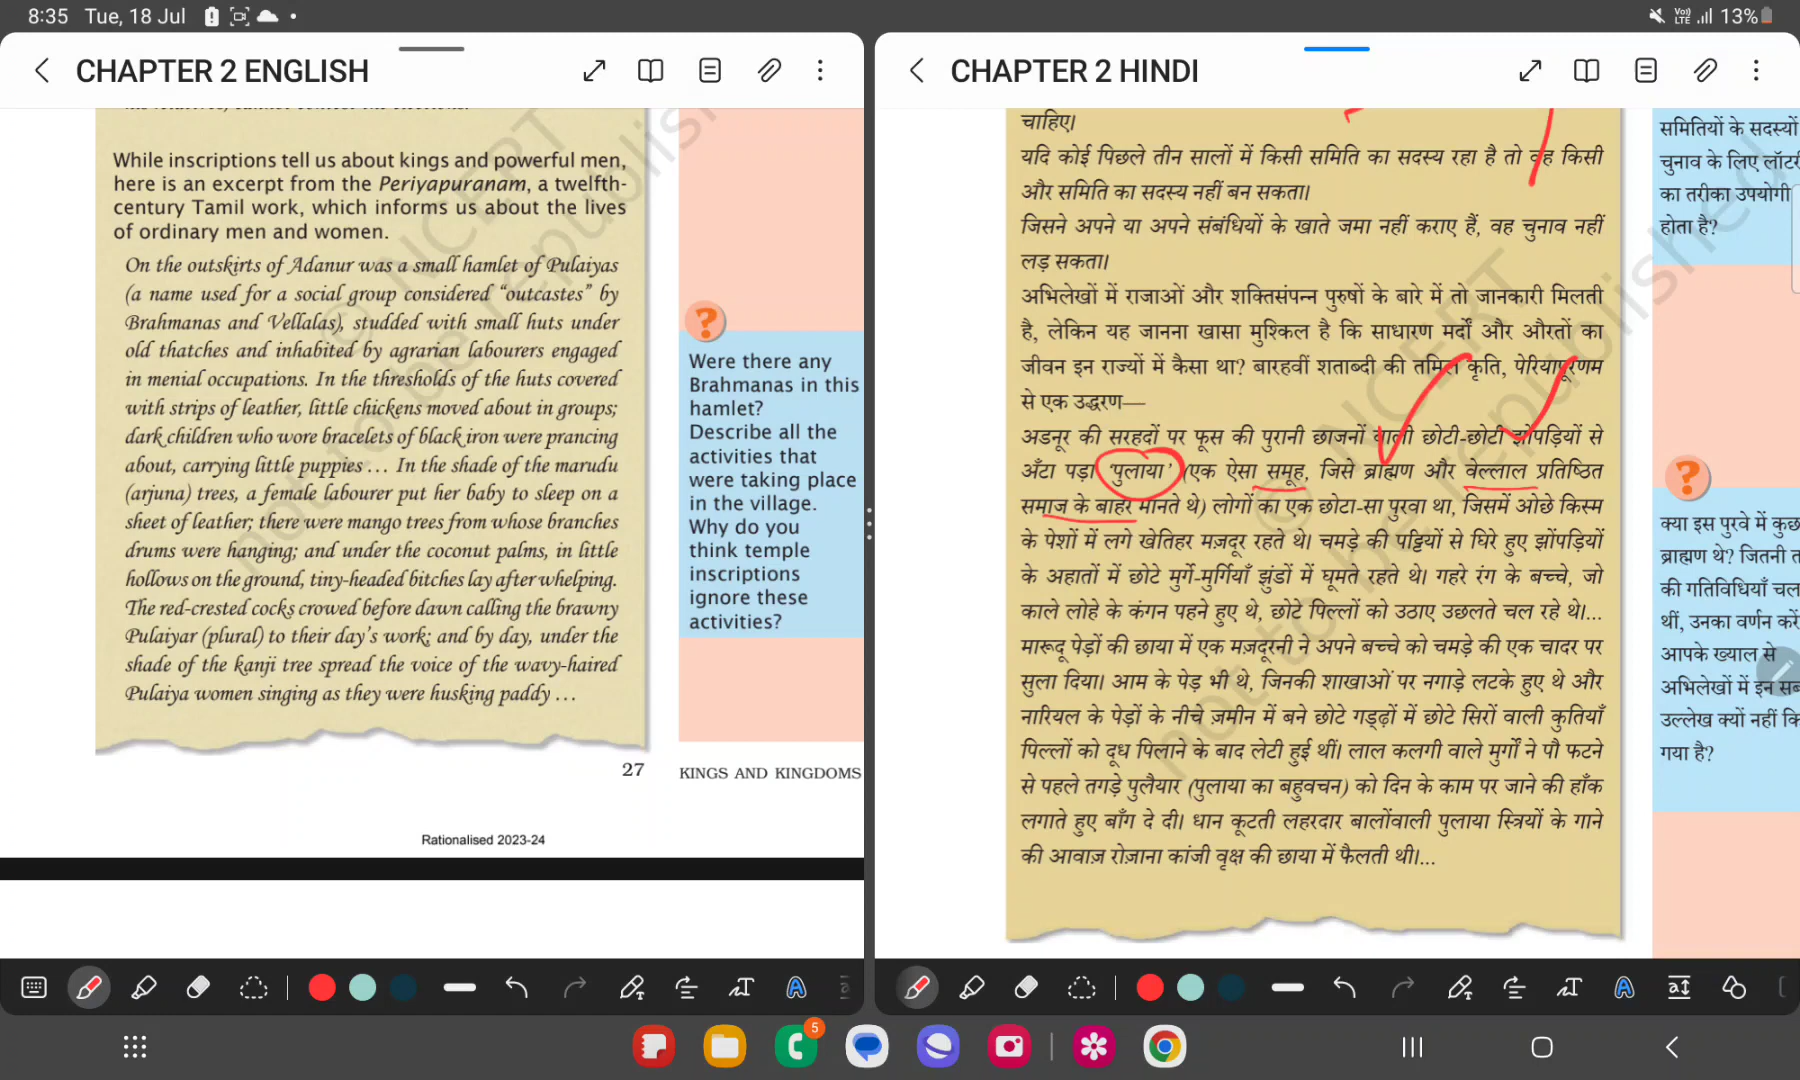 8:35 Tue, 18 Jul
13%
CHAPTER 2 ENGLISH
While inscriptions tell us about kings and powerful men,
here is an excerpt from the Periyapuranam, a twelfth-
century Tamil work, which informs us about the lives
of ordinary men and women.
On the outskirts of Adanur was a small hamlet of Pulaiyas
(a name used for a social group considered “outcastes” by
Brahmanas and Vellalas), studded with small huts under
old thatches and inhabited by agrarian labourers engaged
in menial occupations. In the thresholds of the huts covered
with strips of leather, little chickens moved about in groups;
dark children who wore bracelets of black iron were prancing
about, carrying little puppies ... In the shade of the marudu
(arjuna) trees, a female labourer put her baby to sleep on a
sheet of leather; there were mango trees from whose branches
drums were hanging; and under the coconut palms, in little
hollows on the ground, tiny-headed bitches lay after whelping.
The red-crested cocks crowed before dawn calling the brawny
Pulaiyar (plural) to their day’s work; and by day, under the
shade of the kanji tree spread the voice of the wavy-haired
Pulaiya women singing as they were husking paddy ...
?
Were there any
Brahmanas in this
hamlet?
Describe all the
activities that
were taking place
in the village.
Why do you
think temple
inscriptions
ignore these
activities?
27
KINGS AND KINGDOMS
Rationalised 2023-24
© NCERT
not to be republish
CHAPTER 2 HINDI
चाहिए।
यदि कोई पिछले तीन सालों में किसी समिति का सदस्य रहा है तो वह किसी
और समिति का सदस्य नहीं बन सकता।
जिसने अपने या अपने संबंधियों के खाते जमा नहीं कराए हैं, वह चुनाव नहीं
लड़ सकता।
अभिलेखों में राजाओं और शक्तिसंपन्न पुरुषों के बारे में तो जानकारी मिलती
है, लेकिन यह जानना खासा मुश्किल है कि साधारण मर्दों और औरतों का
जीवन इन राज्यों में कैसा था? बारहवीं शताब्दी की तमिल कृति, पेरियापुरणम
से एक उद्धरण—
अडनूर की सरहदों पर फूस की पुरानी छाजनों वाली छोटी-छोटी झोंपड़ियों से
अँटा पड़ा ‘पुलाया’ (एक ऐसा समूह, जिसे ब्राह्मण और वेल्लाल प्रतिष्ठित
समाज के बाहर मानते थे) लोगों का एक छोटा-सा पुरवा था, जिसमें ओछे किस्म
के पेशों में लगे खेतिहर मज़दूर रहते थे। चमड़े की पट्टियों से घिरे हुए झोंपड़ियों
के अहातों में छोटे मुर्गे-मुर्गियाँ झुंडों में घूमते रहते थे। गहरे रंग के बच्चे, जो
काले लोहे के कंगन पहने हुए थे, छोटे पिल्लों को उठाए उछलते चल रहे थे।...
मारूदू पेड़ों की छाया में एक मज़दूरनी ने अपने बच्चे को चमड़े की एक चादर पर
सुला दिया। आम के पेड़ भी थे, जिनकी शाखाओं पर नगाड़े लटके हुए थे और
नारियल के पेड़ों के नीचे ज़मीन में बने छोटे गड्ढ़ों में छोटे सिरों वाली कुतियाँ
पिल्लों को दूध पिलाने के बाद लेटी हुई थीं। लाल कलगी वाले मुर्गों ने पौ फटने
से पहले तगड़े पुलैयार (पुलाया का बहुवचन) को दिन के काम पर जाने की हाँक
लगाते हुए बाँग दे दी। धान कूटती लहरदार बालोंवाली पुलाया स्त्रियों के गाने
की आवाज़ रोज़ाना कांजी वृक्ष की छाया में फैलती थी।...
समितियों के सदस्यों
चुनाव के लिए लॉटरी
का तरीका उपयोगी
होता है?
?
क्या इस पुरवे में कुछ
ब्राह्मण थे? जितनी त
की गतिविधियाँ चल
थीं, उनका वर्णन करें
आपके ख्याल से
अभिलेखों में इन सब
उल्लेख क्यों नहीं कि
गया है?
© NCERT
not to be republished
5